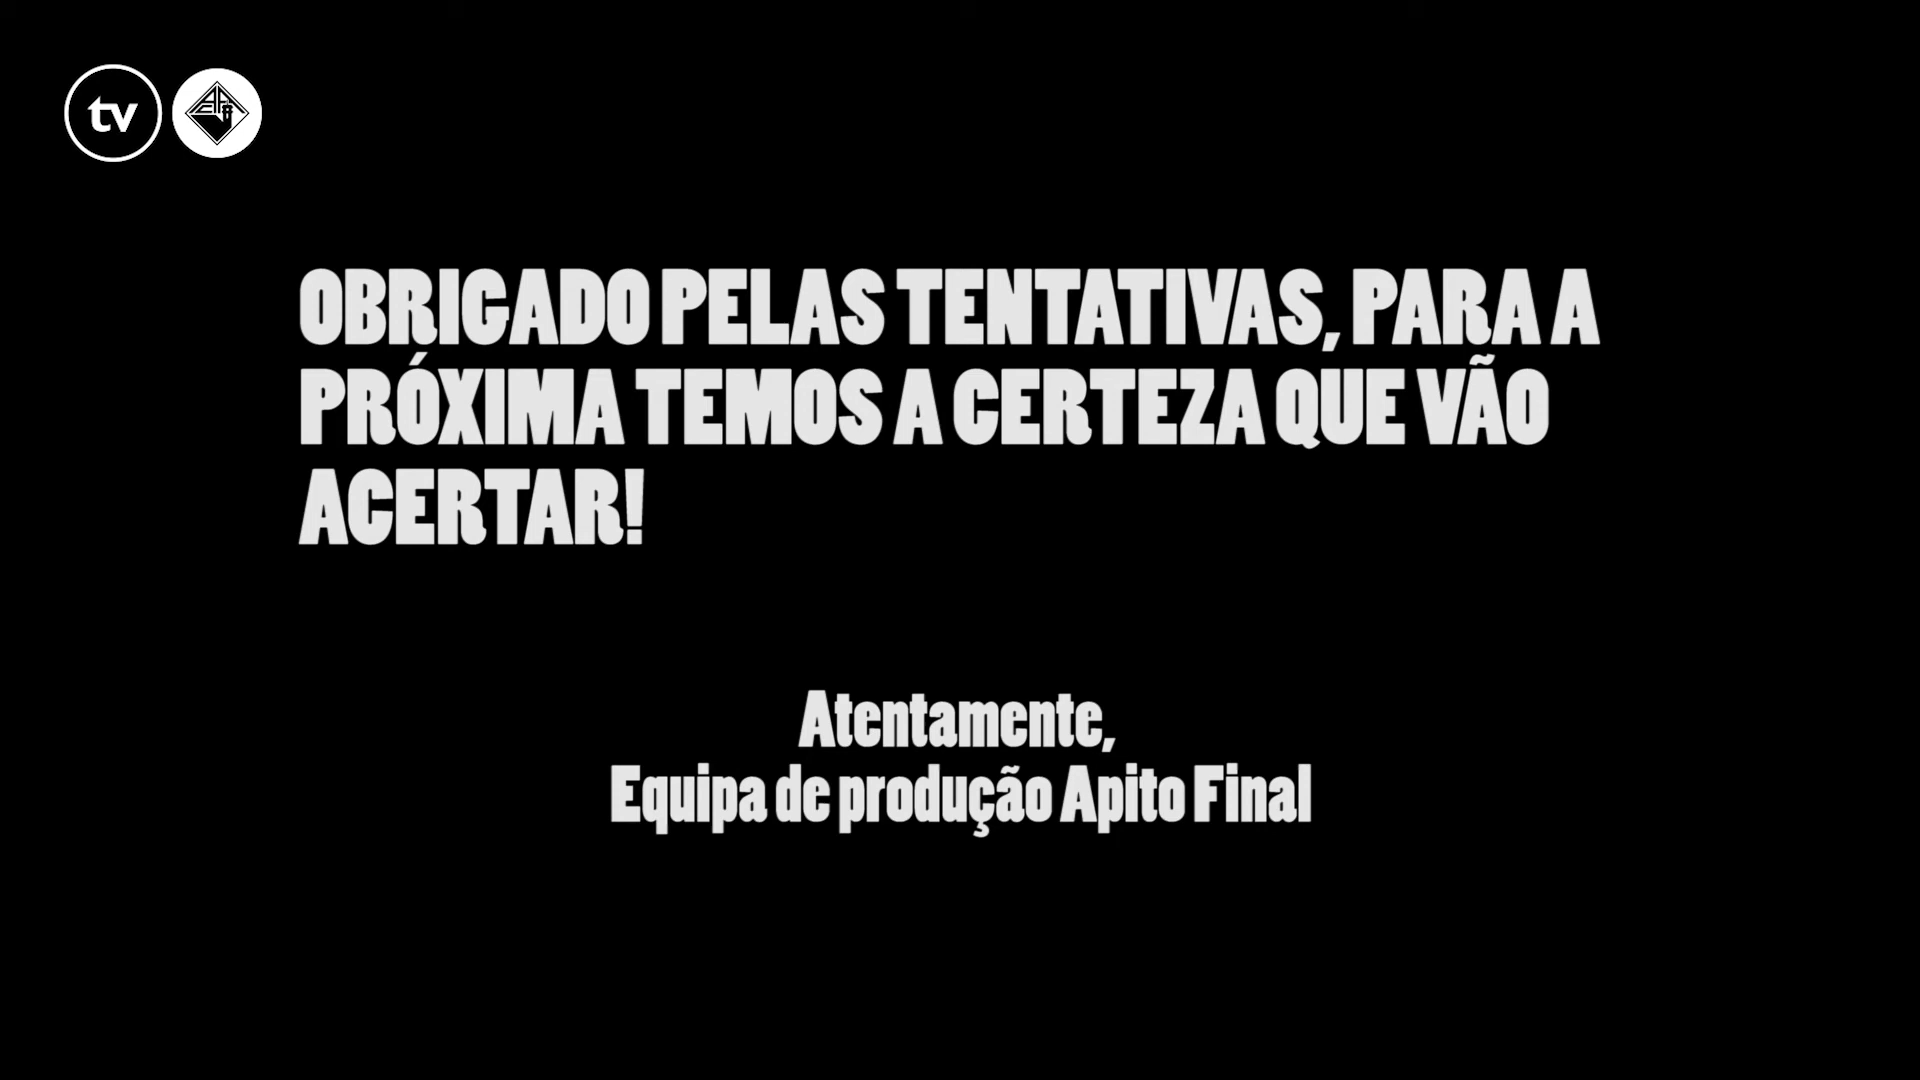 tv
OBRIGADO PELAS TENTATIVAS, PARA A
PRÓXIMA TEMOS A CERTEZA QUE VÃO
ACERTAR!
Atentamente,
Equipa de produção Apito Final